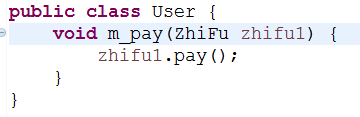 public class User {
    void m_pay(ZhiFu zhifu1) {
        zhifu1.pay();
    }
}